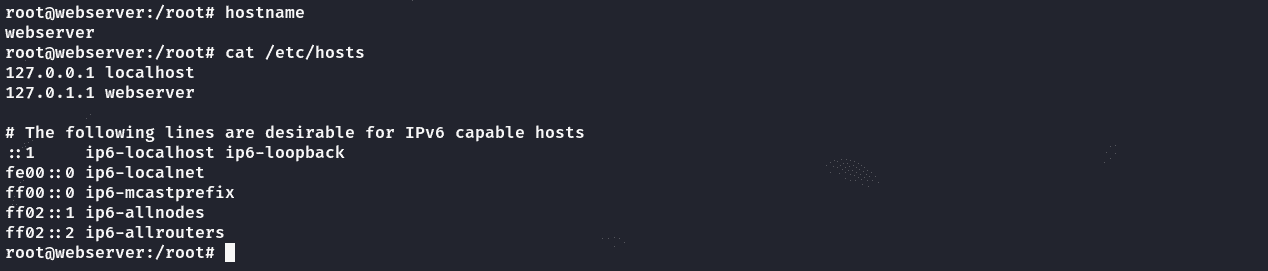 root@webserver:/root# hostname
webserver
root@webserver:/root# cat /etc/hosts
127.0.0.1 localhost
127.0.1.1 webserver
# The following lines are desirable for IPv6 capable hosts
::1     ip6-localhost ip6-loopback
fe00::0 ip6-localnet
ff00::0 ip6-mcastprefix
ff02::1 ip6-allnodes
ff02::2 ip6-allrouters
root@webserver:/root#